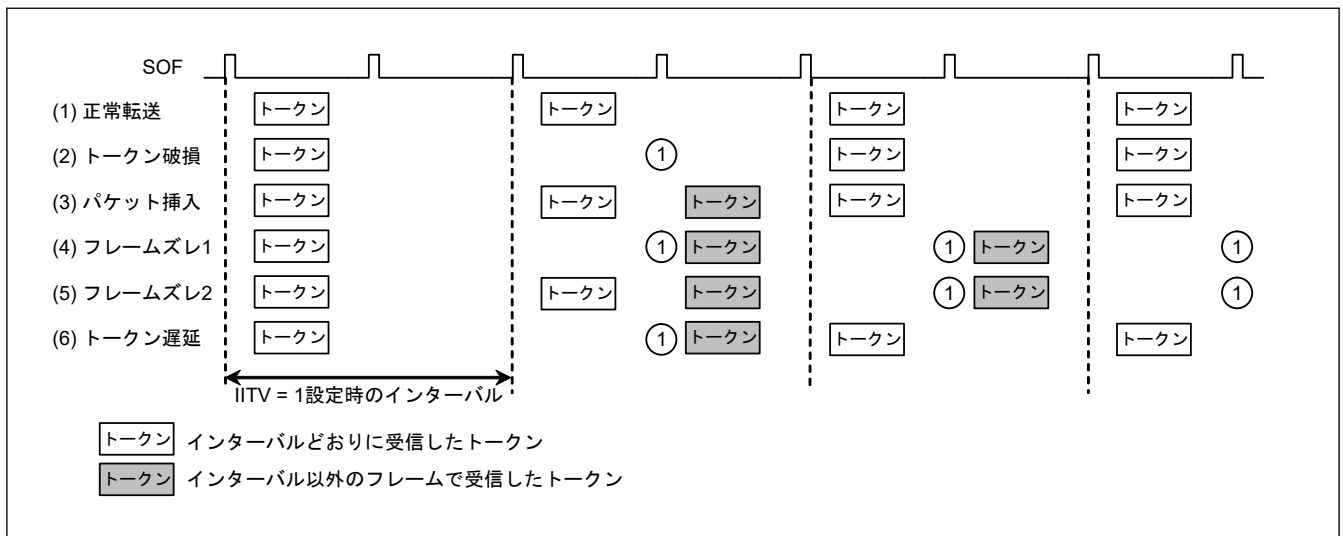 SOF
(1) 正常転送 トークン トークン トークン トークン
(2) トークン破損 トークン 1 トークン トークン
(3) パケット挿入 トークン トークン トークン トークン トークン
(4) フレームズレ1 トークン 1 トークン 1 トークン 1
(5) フレームズレ2 トークン トークン トークン 1 トークン 1
(6) トークン遅延 トークン 1 トークン トークン トークン
IITV = 1設定時のインターバル
トークン インターバルどおりに受信したトークン
トークン インターバル以外のフレームで受信したトークン